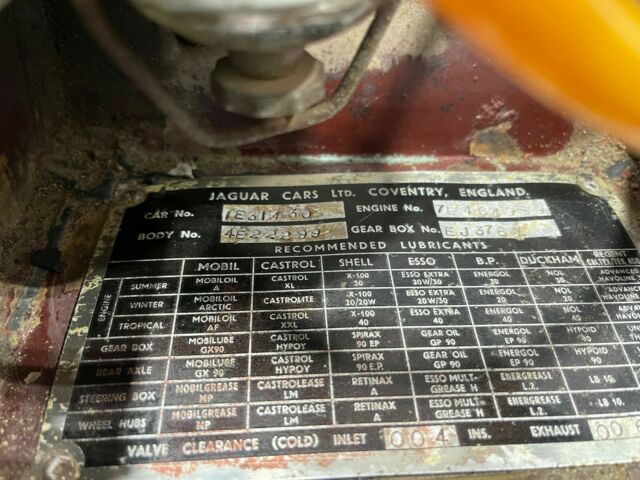 JAGUAR CARS LTD. COVENTRY, ENGLAND.
CAR No. ENGINE No.
BODY No. 4E22299 GEAR BOX No.
RECOMMENDED LUBRICANTS
MOBIL CASTROL SHELL ESSO B.P. DUCKHAM REGENT
ENGINE
SUMMER MOBILOIL A CASTROL XL X-100 30 ESSO EXTRA 20W/30 ENERGOL 30 NOL 30 ADVANCED
WINTER MOBILOIL ARCTIC CASTROLITE X-100 20/20W ESSO EXTRA 20W/30 ENERGOL 20 NOL 20 ADVANCED
TROPICAL MOBILOIL AF CASTROL XXL X-100 40 ESSO EXTRA 40 ENERGOL 40 NOL 40
GEAR BOX MOBILUBE GX90 CASTROL HYPOY SPIRAX 90 EP GEAR OIL GP 90 ENERGOL EP 90 HYPOID 90
REAR AXLE MOBILUBE GX 90 CASTROL HYPOY SPIRAX 90 E.P. GEAR OIL GP 90 ENERGOL EP 90 HYPOID 90
STEERING BOX MOBILGREASE MP CASTROLEASE LM RETINAX A ESSO MULT- GREASE H ENERGREASE L.2. LB 10.
WHEEL HUBS MOBILGREASE MP CASTROLEASE LM RETINAX A ESSO MULT- GREASE H ENERGREASE L.2. LB 10.
VALVE CLEARANCE (COLD) INLET 004 INS. EXHAUST